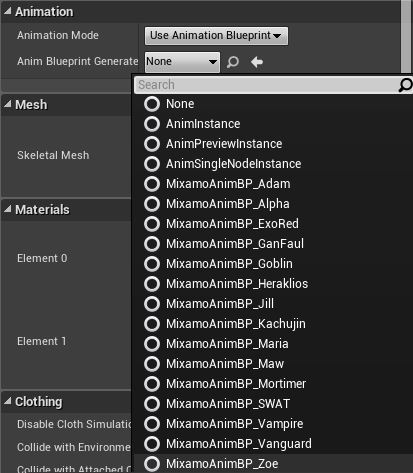 Animation
Animation Mode
Use Animation Blueprint
Anim Blueprint Generate
None
Search
None
AnimInstance
AnimPreviewInstance
AnimSingleNodeInstance
MixamoAnimBP_Adam
MixamoAnimBP_Alpha
MixamoAnimBP_ExoRed
MixamoAnimBP_GanFaul
MixamoAnimBP_Goblin
MixamoAnimBP_Heraklios
MixamoAnimBP_Jill
MixamoAnimBP_Kachujin
MixamoAnimBP_Maria
MixamoAnimBP_Maw
MixamoAnimBP_Mortimer
MixamoAnimBP_SWAT
MixamoAnimBP_Vampire
MixamoAnimBP_Vanguard
MixamoAnimBP_Zoe
Mesh
Skeletal Mesh
Materials
Element 0
Element 1
Clothing
Disable Cloth Simulatio
Collide with Environme
Collide with Attached C